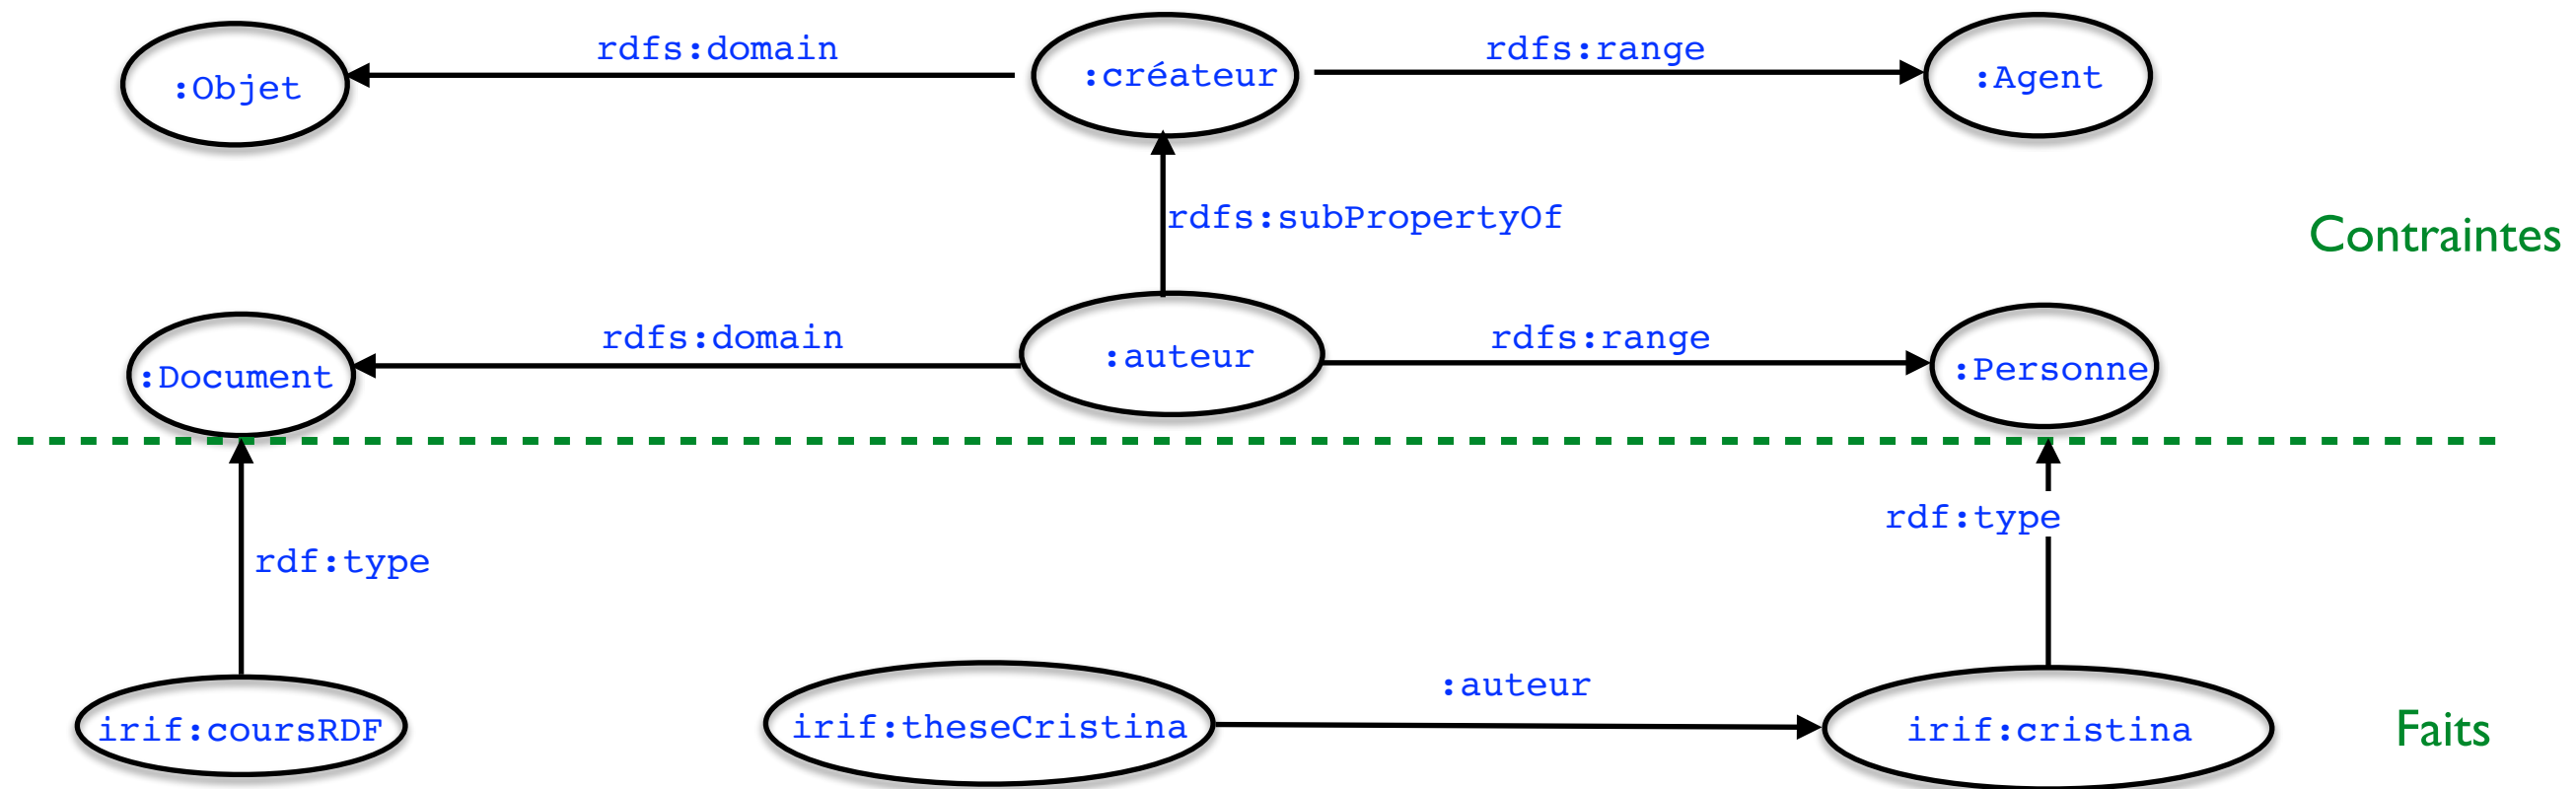 rdfs:domain
rdfs:range
:Objet
:créateur
:Agent
rdfs:subPropertyOf
Contraintes
rdfs:domain
rdfs:range
:Document
:auteur
:Personne
rdf:type
rdf:type
:auteur
irif:coursRDF
irif:theseCristina
irif:cristina
Faits